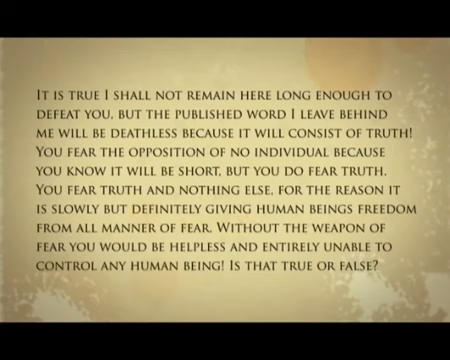 It is true I shall not remain here long enough to
defeat you, but the published word I leave behind
me will be deathless because it will consist of truth!
You fear the opposition of no individual because
you know it will be short, but you do fear truth.
You fear truth and nothing else, for the reason it
is slowly but definitely giving human beings freedom
from all manner of fear. Without the weapon of
fear you would be helpless and entirely unable to
control any human being! Is that true or false?